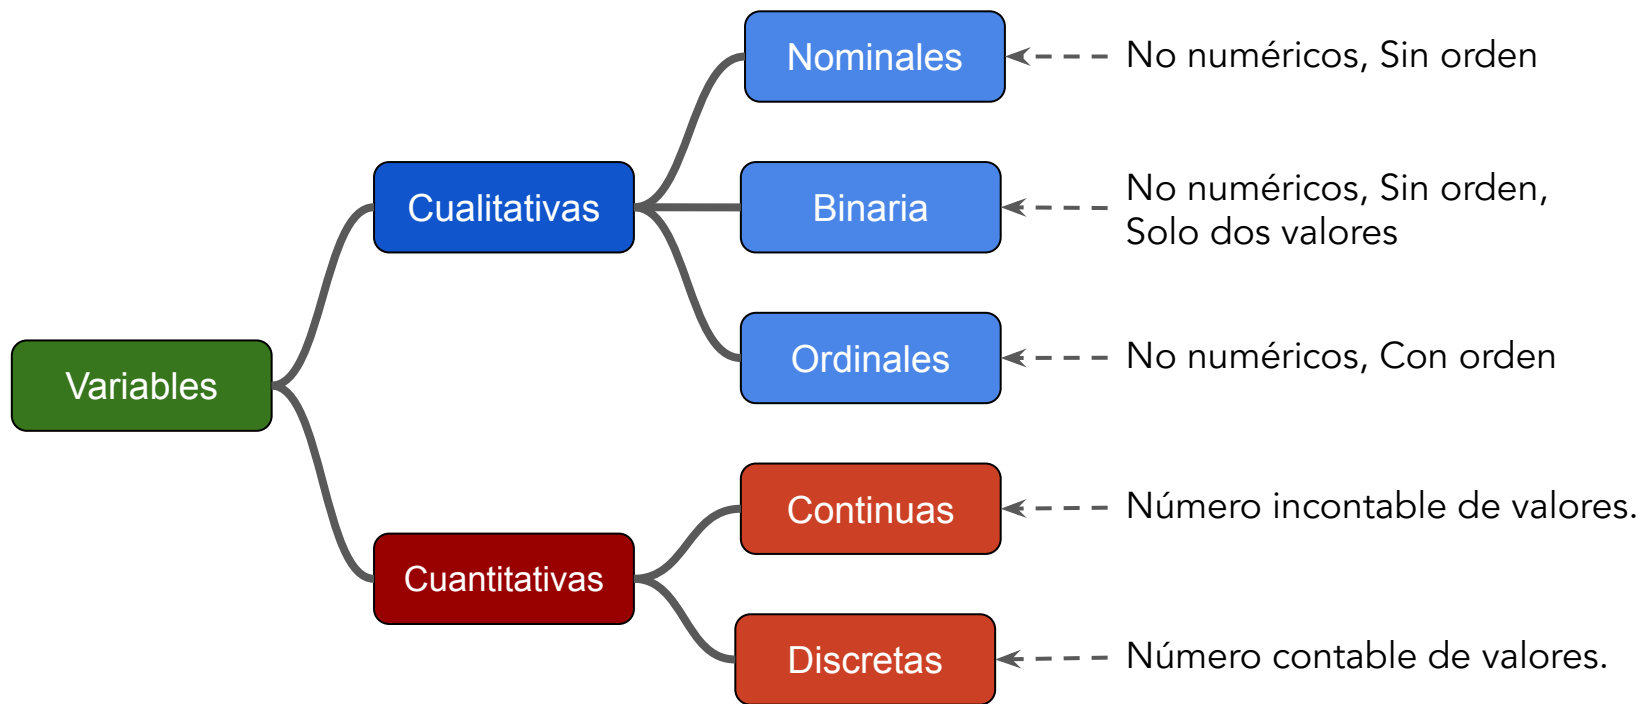 Nominales
No numéricos, Sin orden
Cualitativas
Binaria
No numéricos, Sin orden,
Solo dos valores
Ordinales
No numéricos, Con orden
Variables
Continuas
Número incontable de valores.
Cuantitativas
Discretas
Número contable de valores.